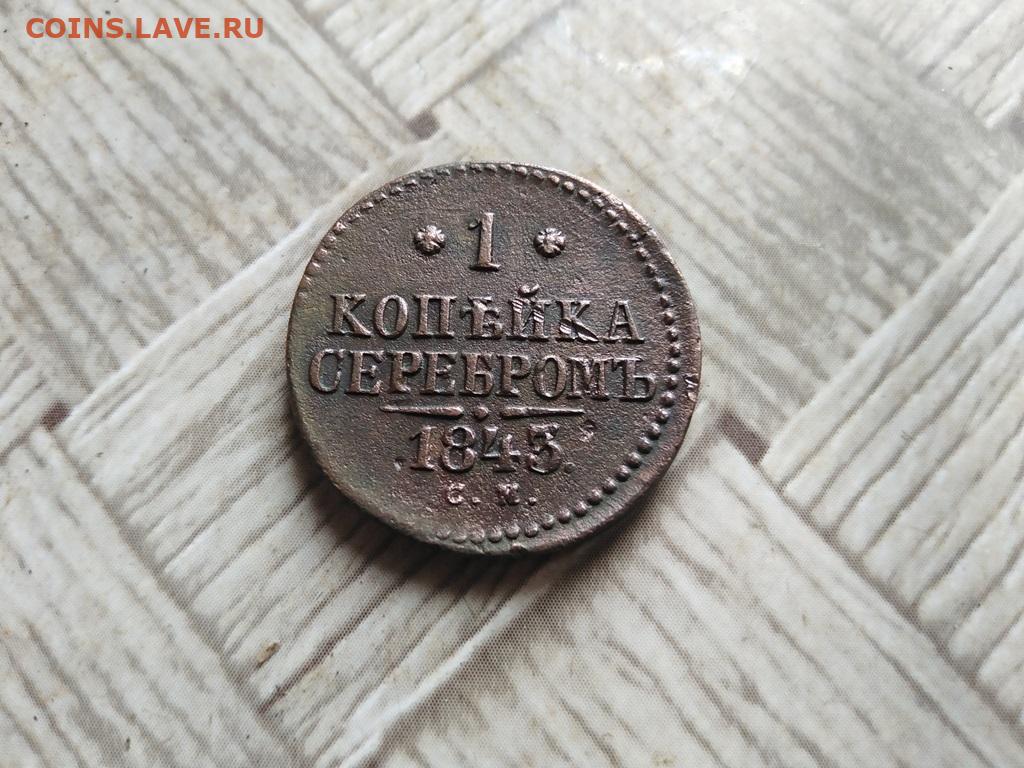 COINS.LAVE.RU
1
КОПѢЙКА
СЕРЕБРОМЪ
1843.
С. М.